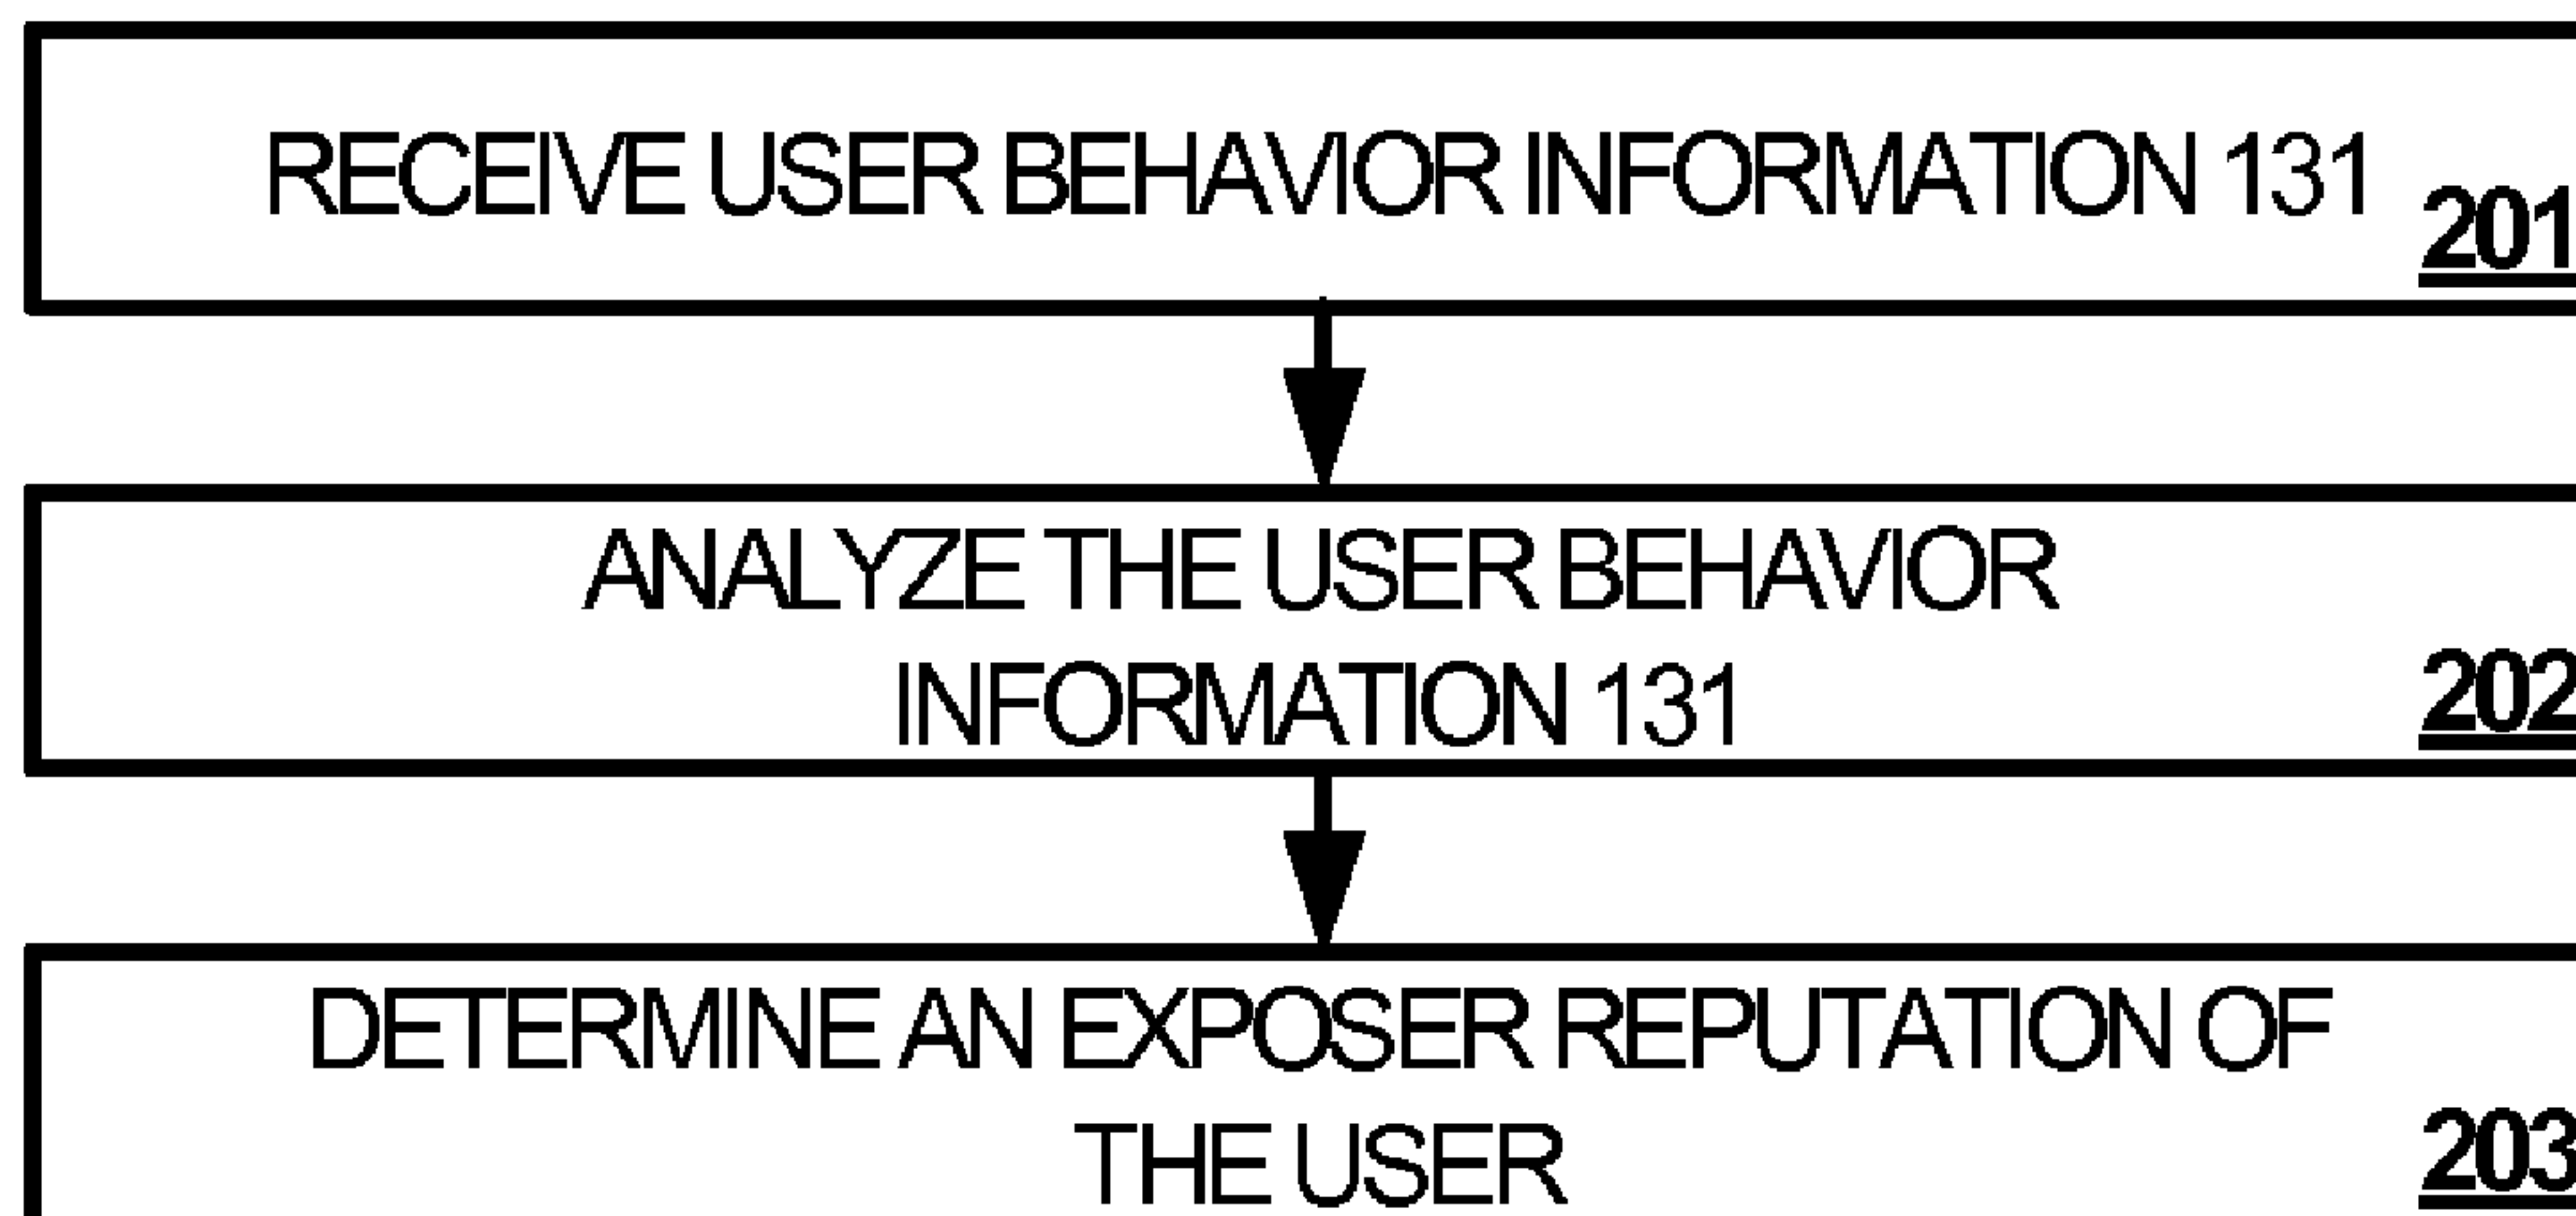 RECEIVE USER BEHAVIOR INFORMATION 131
201
ANALYZE THE USER BEHAVIOR
INFORMATION 131
202
DETERMINE AN EXPOSER REPUTATION OF
THE USER
203